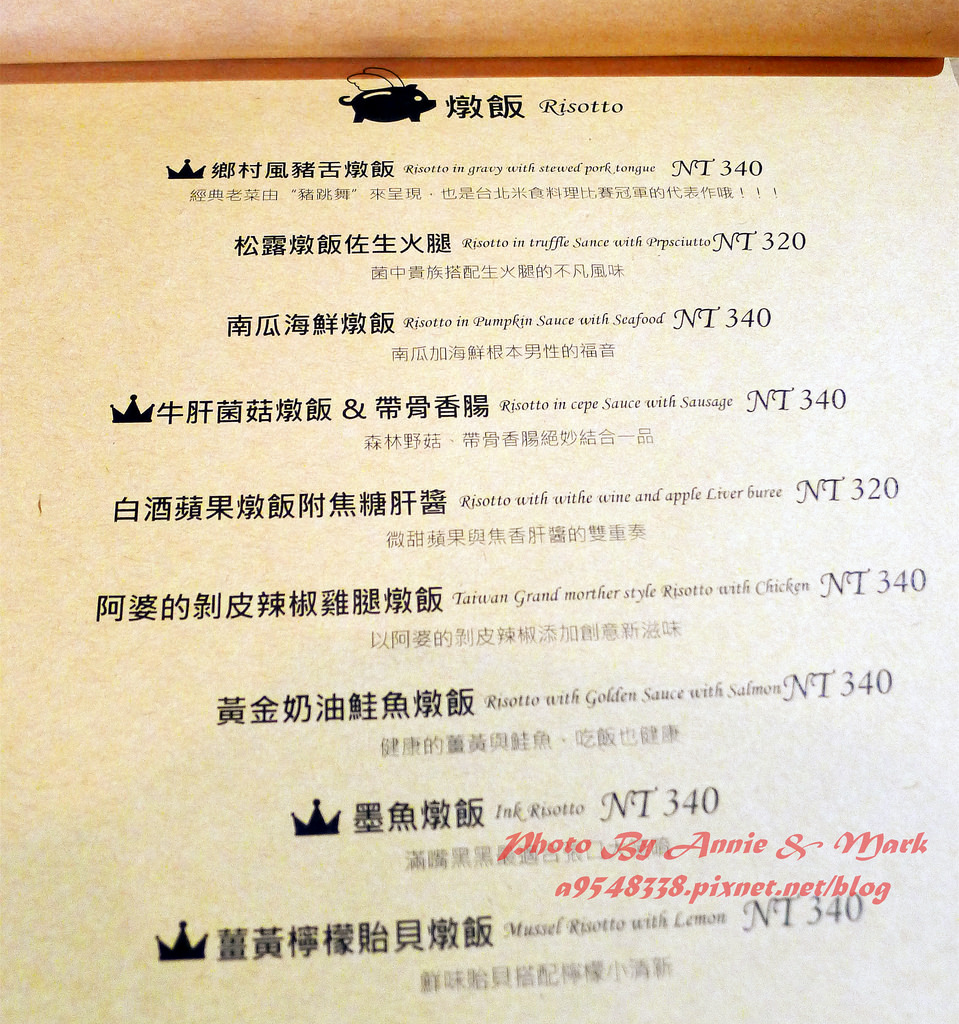 燉飯 Risotto
鄉村風豬舌燉飯 Risotto in gravy with stewed pork tongue NT 340
經典老菜由“豬跳舞”來呈現，也是台北米食料理比賽冠軍的代表作哦！！！
松露燉飯佐生火腿 Risotto in truffle Sance with Prpsciutto NT 320
菌中貴族搭配生火腿的不凡風味
南瓜海鮮燉飯 Risotto in Pumpkin Sauce with Seafood NT 340
南瓜加海鮮根本男性的福音
牛肝菌菇燉飯 & 帶骨香腸 Risotto in cepe Sauce with Sausage NT 340
森林野菇、帶骨香腸絕妙結合一品
白酒蘋果燉飯附焦糖肝醬 Risotto with withe wine and apple Liver buree NT 320
微甜蘋果與焦香肝醬的雙重奏
阿婆的剝皮辣椒雞腿燉飯 Taiwan Grand morther style Risotto with Chicken NT 340
以阿婆的剝皮辣椒添加創意新滋味
黃金奶油鮭魚燉飯 Risotto with Golden Sauce with Salmon NT 340
健康的薑黃與鮭魚、吃飯也健康
墨魚燉飯 Ink Risotto NT 340
滿嘴黑黑最適合張口
Photo By Annie & Mark
a9548338.pixnet.net/blog
薑黃檸檬貽貝燉飯 Mussel Risotto with Lemon NT 340
鮮味貽貝搭配檸檬小清新